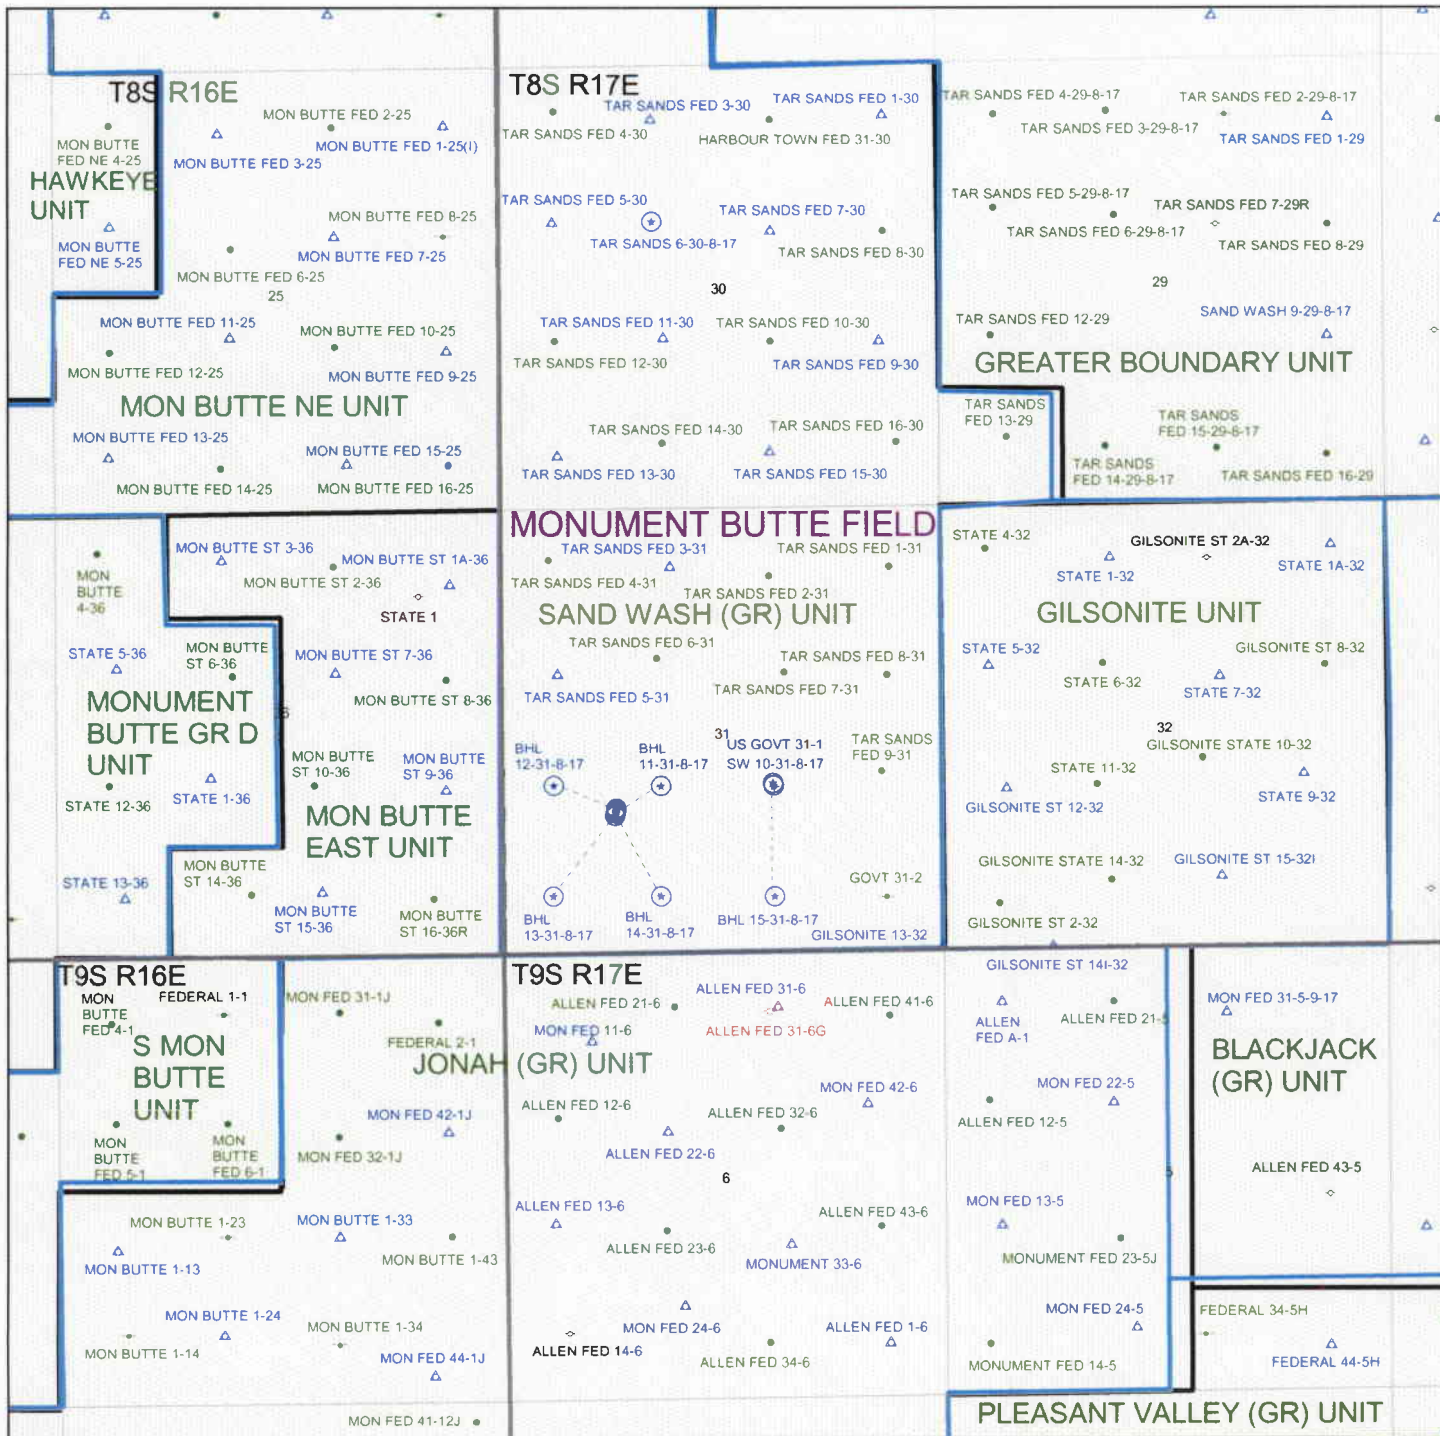 T8S R16E
MON BUTTE
FED NE 4-25
HAWKEYE
UNIT
MON BUTTE
FED NE 5-25
MON BUTTE FED 2-25
MON BUTTE FED 3-25
MON BUTTE FED 1-25(I)
MON BUTTE FED 8-25
MON BUTTE FED 7-25
MON BUTTE FED 6-25
25
MON BUTTE FED 11-25
MON BUTTE FED 10-25
MON BUTTE FED 12-25
MON BUTTE FED 9-25
MON BUTTE NE UNIT
MON BUTTE FED 13-25
MON BUTTE FED 15-25
MON BUTTE FED 14-25
MON BUTTE FED 16-25
T8S R17E
TAR SANDS FED 3-30
TAR SANDS FED 1-30
TAR SANDS FED 4-30
HARBOUR TOWN FED 31-30
TAR SANDS FED 5-30
TAR SANDS FED 7-30
TAR SANDS 6-30-8-17
TAR SANDS FED 8-30
30
TAR SANDS FED 11-30
TAR SANDS FED 10-30
TAR SANDS FED 12-30
TAR SANDS FED 9-30
TAR SANDS FED 14-30
TAR SANDS FED 16-30
TAR SANDS FED 13-30
TAR SANDS FED 15-30
TAR SANDS FED 4-29-8-17
TAR SANDS FED 2-29-8-17
TAR SANDS FED 3-29-8-17
TAR SANDS FED 1-29
TAR SANDS FED 5-29-8-17
TAR SANDS FED 7-29R
TAR SANDS FED 6-29-8-17
TAR SANDS FED 8-29
29
SAND WASH 9-29-8-17
TAR SANDS FED 12-29
GREATER BOUNDARY UNIT
TAR SANDS
FED 13-29
TAR SANDS
FED 15-29-8-17
TAR SANDS
FED 14-29-8-17
TAR SANDS FED 16-29
MON
BUTTE
4-36
MON BUTTE ST 3-36
MON BUTTE ST 1A-36
MON BUTTE ST 2-36
STATE 1
STATE 5-36
MON BUTTE
ST 6-36
MON BUTTE ST 7-36
MON BUTTE ST 8-36
MONUMENT
BUTTE GR D
UNIT
MON BUTTE
ST 10-36
MON BUTTE
ST 9-36
STATE 12-36
STATE 1-36
MON BUTTE
EAST UNIT
STATE 13-36
MON BUTTE
ST 14-36
MON BUTTE
ST 15-36
MON BUTTE
ST 16-36R
MONUMENT BUTTE FIELD
TAR SANDS FED 3-31
TAR SANDS FED 1-31
TAR SANDS FED 4-31
TAR SANDS FED 2-31
SAND WASH (GR) UNIT
TAR SANDS FED 6-31
TAR SANDS FED 8-31
TAR SANDS FED 5-31
TAR SANDS FED 7-31
31
BHL
12-31-8-17
BHL
11-31-8-17
US GOVT 31-1
SW 10-31-8-17
TAR SANDS
FED 9-31
GOVT 31-2
BHL
13-31-8-17
BHL
14-31-8-17
BHL 15-31-8-17
GILSONITE 13-32
STATE 4-32
GILSONITE ST 2A-32
STATE 1-32
STATE 1A-32
GILSONITE UNIT
STATE 5-32
GILSONITE ST 8-32
STATE 6-32
STATE 7-32
32
GILSONITE STATE 10-32
STATE 11-32
GILSONITE ST 12-32
STATE 9-32
GILSONITE STATE 14-32
GILSONITE ST 15-32I
GILSONITE ST 2-32
T9S R16E
MON
BUTTE
FED 4-1
FEDERAL 1-1
MON FED 31-1J
S MON
BUTTE
UNIT
FEDERAL 2-1
JONAH (GR) UNIT
MON
BUTTE
FED 5-1
MON
BUTTE
FED 6-1
MON FED 42-1J
MON FED 32-1J
MON BUTTE 1-23
MON BUTTE 1-33
MON BUTTE 1-13
MON BUTTE 1-43
MON BUTTE 1-24
MON BUTTE 1-34
MON BUTTE 1-14
MON FED 44-1J
MON FED 41-12J
T9S R17E
ALLEN FED 21-6
ALLEN FED 31-6
ALLEN FED 41-6
MON FED 11-6
ALLEN FED 31-6G
MON FED 42-6
ALLEN FED 12-6
ALLEN FED 32-6
ALLEN FED 22-6
6
ALLEN FED 13-6
ALLEN FED 43-6
ALLEN FED 23-6
MONUMENT 33-6
MON FED 24-6
ALLEN FED 1-6
ALLEN FED 14-6
ALLEN FED 34-6
GILSONITE ST 14I-32
ALLEN
FED A-1
ALLEN FED 21-5
MON FED 31-5-9-17
BLACKJACK
(GR) UNIT
MON FED 22-5
ALLEN FED 12-5
ALLEN FED 43-5
5
MON FED 13-5
MONUMENT FED 23-5J
MON FED 24-5
FEDERAL 34-5H
MONUMENT FED 14-5
FEDERAL 44-5H
PLEASANT VALLEY (GR) UNIT